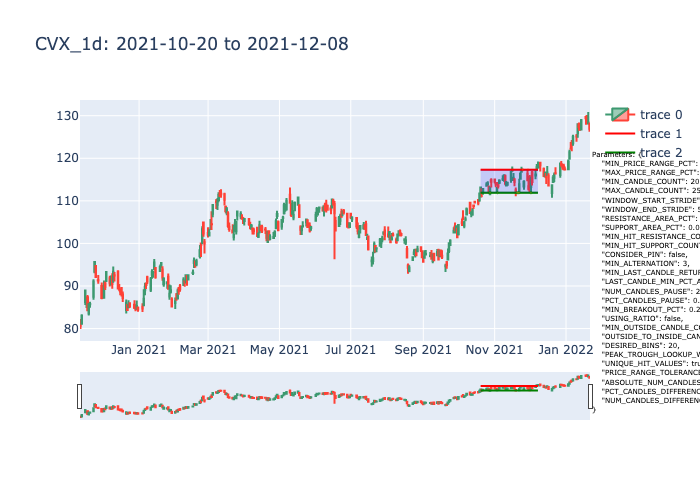 CVX_1d: 2021-10-20 to 2021-12-08
130
120
110
100
90
80
Jan 2021
Mar 2021
May 2021
Jul 2021
Sep 2021
Nov 2021
Jan 2022
trace 0
trace 1
trace 2
Parameters: {
"MIN_PRICE_RANGE_PCT":
"MAX_PRICE_RANGE_PCT":
"MIN_CANDLE_COUNT": 20
"MAX_CANDLE_COUNT": 25
"WINDOW_START_STRIDE"
"WINDOW_END_STRIDE": 5
"RESISTANCE_AREA_PCT":
"SUPPORT_AREA_PCT": 0.0
"MIN_HIT_RESISTANCE_CO
"MIN_HIT_SUPPORT_COUN
"CONSIDER_PIN": false,
"MIN_ALTERNATION": 3,
"MIN_LAST_CANDLE_RETUR
"LAST_CANDLE_MIN_PCT_A
"NUM_CANDLES_PAUSE": 2
"PCT_CANDLES_PAUSE": 0.
"MIN_BREAKOUT_PCT": 0.2
"USING_RATIO": false,
"MIN_OUTSIDE_CANDLE_CO
"OUTSIDE_TO_INSIDE_CAN
"DESIRED_BINS": 20,
"PEAK_TROUGH_LOOKUP_W
"UNIQUE_HIT_VALUES": tru
"PRICE_RANGE_TOLERANC
"ABSOLUTE_NUM_CANDLES
"PCT_CANDLES_DIFFERENC
"NUM_CANDLES_DIFFEREN
}